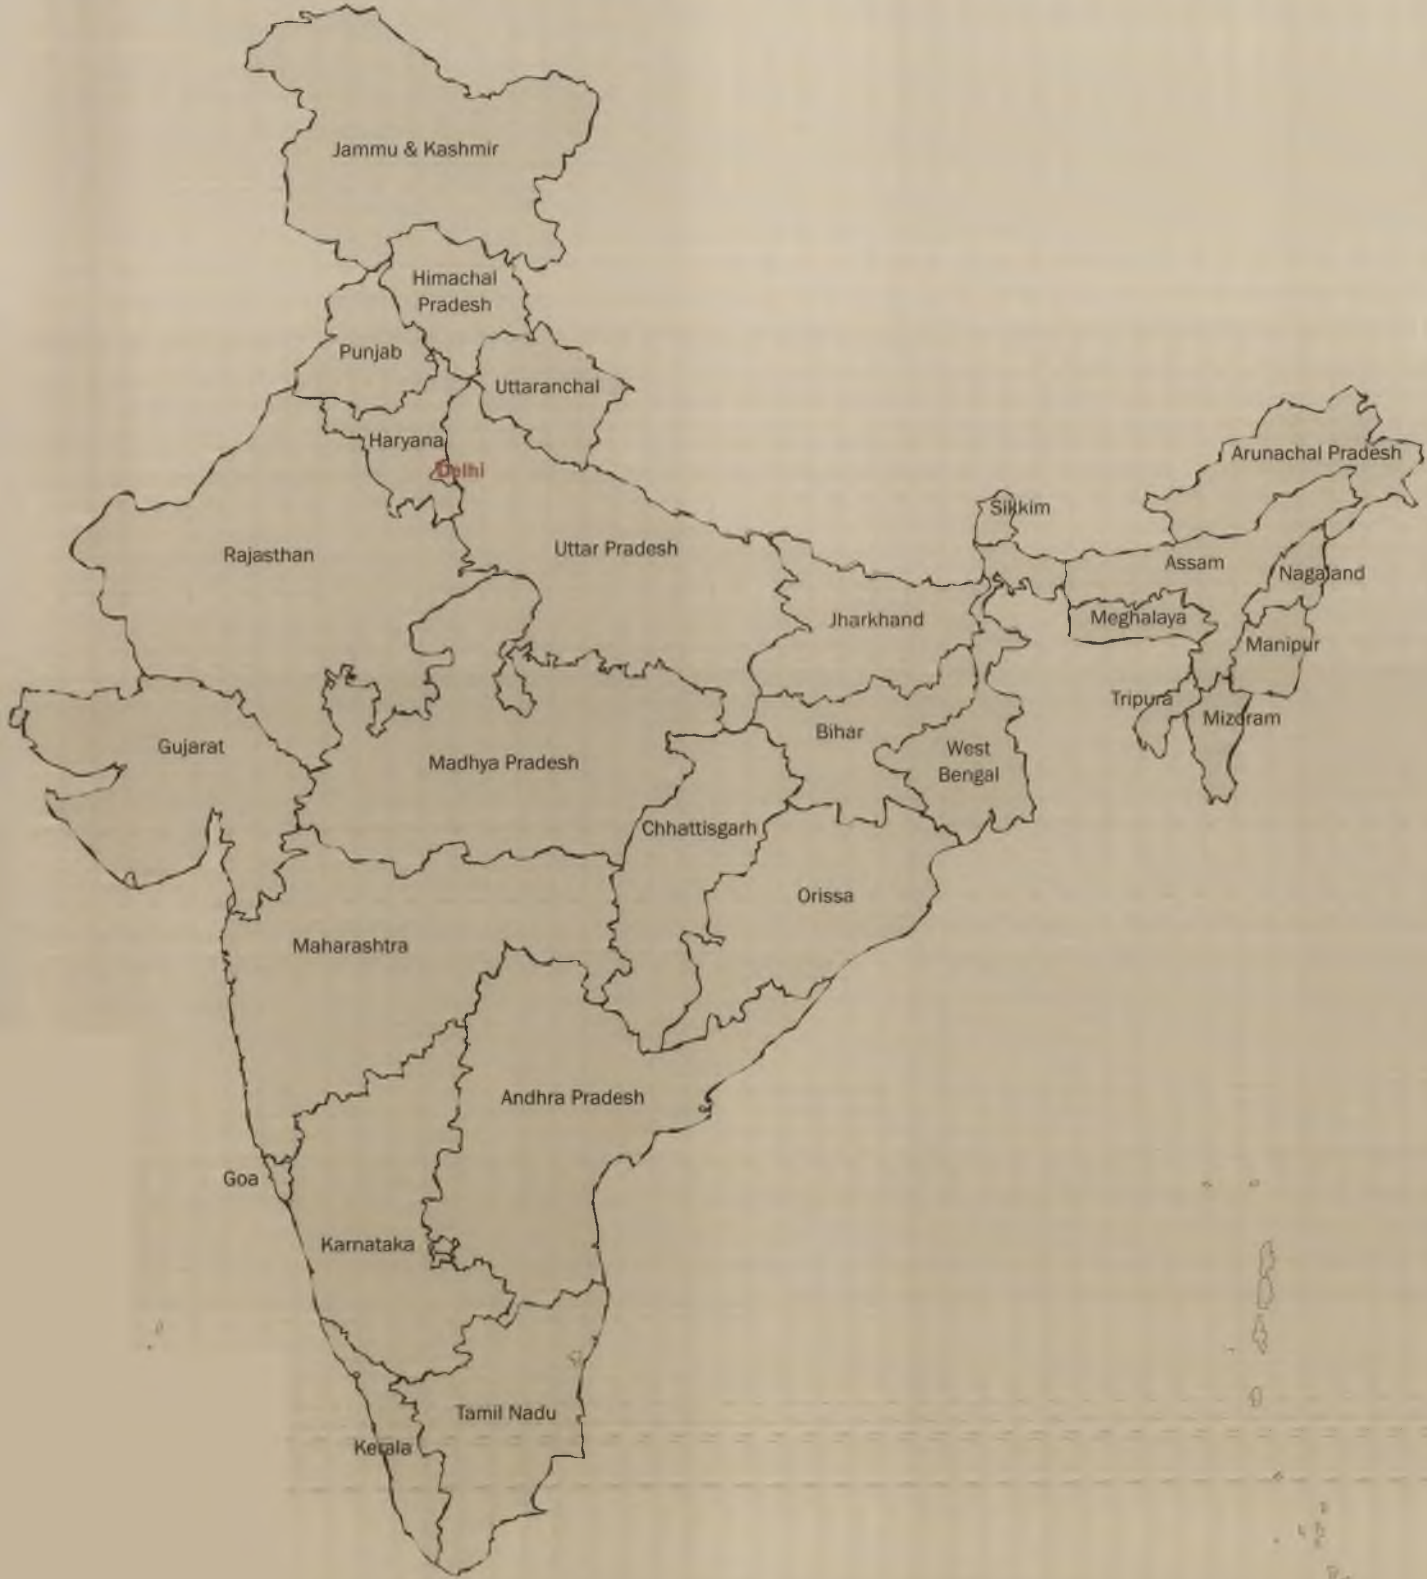 Jammu & Kashmir
Himachal
Pradesh
Punjab
Uttaranchal
Haryana
Delhi
Arunachal Pradesh
Sikkim
Rajasthan
Uttar Pradesh
Assam
Nagaland
Jharkhand
Meghalaya
Manipur
Tripura
Mizoram
Gujarat
Madhya Pradesh
Bihar
West
Bengal
Chhattisgarh
Orissa
Maharashtra
Andhra Pradesh
Goa
Karnataka
Tamil Nadu
Kerala